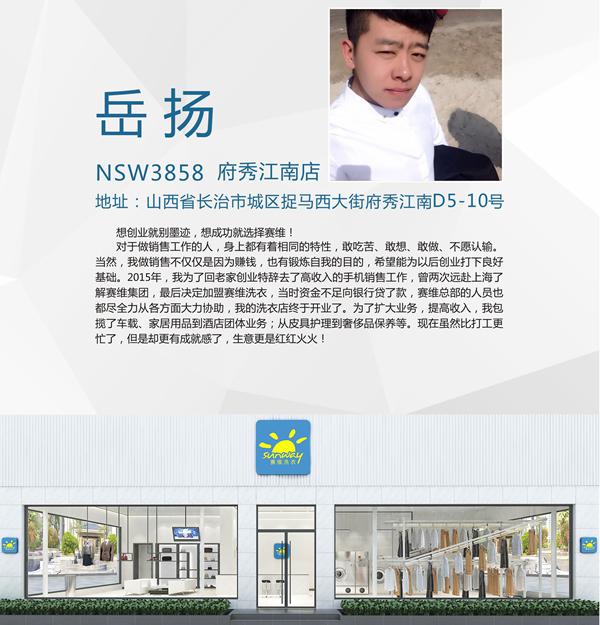 岳扬
NSW3858 府秀江南店
地址：山西省长治市城区捉马西大街府秀江南D5-10号
想创业就别墨迹，想成功就选择赛维！
对于做销售工作的人，身上都有着相同的特性，敢吃苦、敢想、敢做、不愿认输。
当然，我做销售不仅仅是因为赚钱，也有锻炼自我的目的，希望能为以后创业打下良好
基础。2015年，我为了回老家创业特辞去了高收入的手机销售工作，曾两次远赴上海了
解赛维集团，最后决定加盟赛维洗衣，当时资金不足向银行贷了款，赛维总部的人员也
都尽全力从各方面大力协助，我的洗衣店终于开业了。为了扩大业务，提高收入，我包
揽了车载、家居用品到酒店团体业务；从皮具护理到奢侈品保养等。现在虽然比打工更
忙了，但是却更有成就感了，生意更是红红火火！
sunway
赛维洗衣